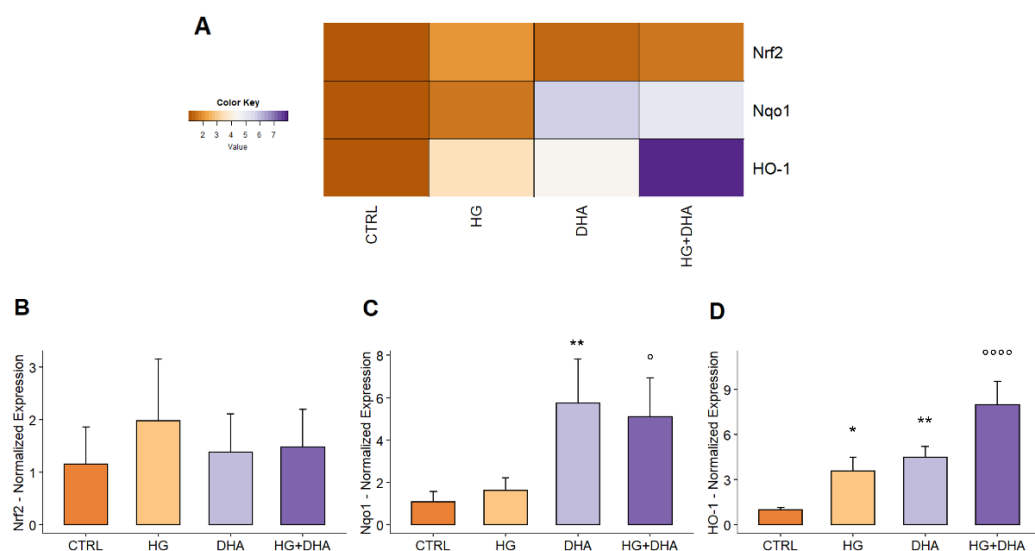 A
Nrf2
Nqo1
HO-1
Color Key
2 3 4 5 6 7
Value
CTRL HG DHA HG+DHA
B
Nrf2 - Normalized Expression
3
2
1
0
CTRL HG DHA HG+DHA
C
Nqo1 - Normalized Expression
8
6
4
2
0
**
°
CTRL HG DHA HG+DHA
D
HO-1 - Normalized Expression
9
6
3
0
*
**
°°°°
CTRL HG DHA HG+DHA